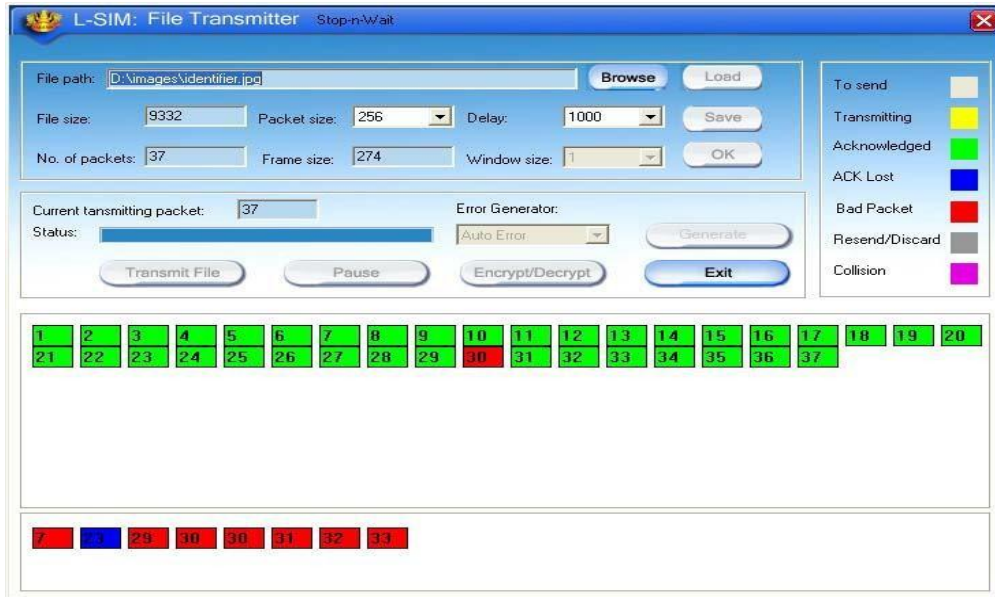 L-SIM: File Transmitter Stop-n-Wait
File path: D:\images\identifier.jpg Browse Load
File size: 9332 Packet size: 256 Delay: 1000 Save
No. of packets: 37 Frame size: 274 Window size: 1 OK
Current tansmitting packet: 37 Error Generator:
Status: Auto Error Generate
Transmit File Pause Encrypt/Decrypt Exit
To send
Transmitting
Acknowledged
ACK Lost
Bad Packet
Resend/Discard
Collision
1 2 3 4 5 6 7 8 9 10 11 12 13 14 15 16 17 18 19 20
21 22 23 24 25 26 27 28 29 30 31 32 33 34 35 36 37
7 23 29 30 30 31 32 33